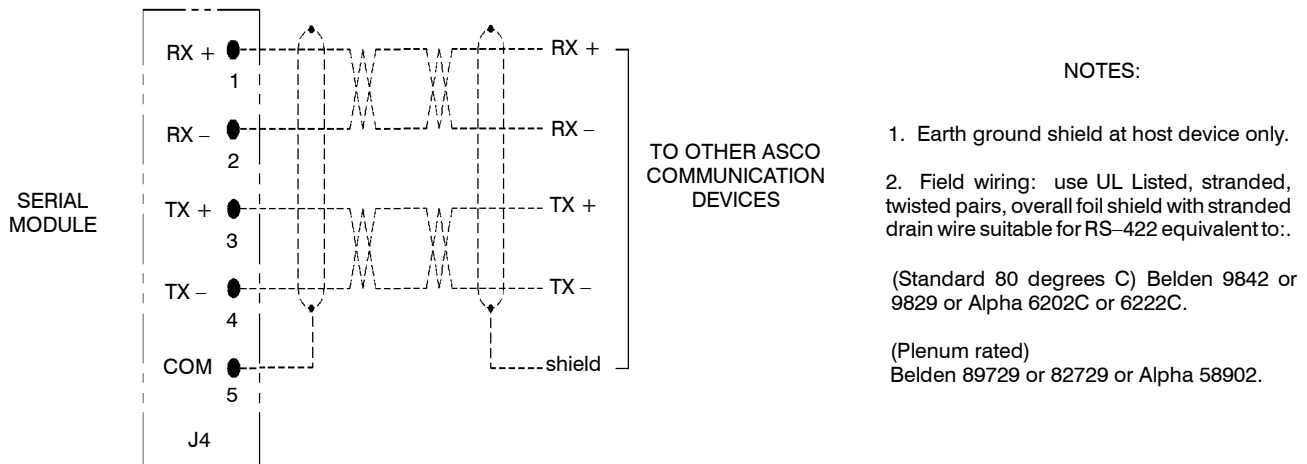 SERIAL
MODULE
RX +
1
RX –
2
TX +
3
TX –
4
COM
5
J4
RX +
RX –
TX +
TX –
shield
TO OTHER ASCO
COMMUNICATION
DEVICES
NOTES:
1. Earth ground shield at host device only.
2. Field wiring: use UL Listed, stranded,
twisted pairs, overall foil shield with stranded
drain wire suitable for RS–422 equivalent to:.
(Standard 80 degrees C) Belden 9842 or
9829 or Alpha 6202C or 6222C.
(Plenum rated)
Belden 89729 or 82729 or Alpha 58902.